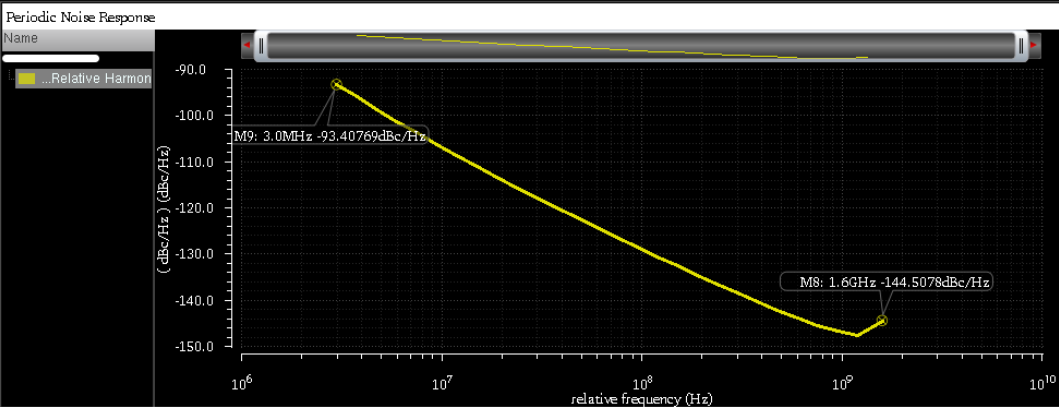 Periodic Noise Response
Name
...Relative Harmon
-90.0
-100.0
-110.0
-120.0
-130.0
-140.0
-150.0
( dBc/Hz ) (dBc/Hz)
M9: 3.0MHz -93.40769dBc/Hz
M8: 1.6GHz -144.5078dBc/Hz
10^6
10^7
10^8
10^9
10^10
relative frequency (Hz)